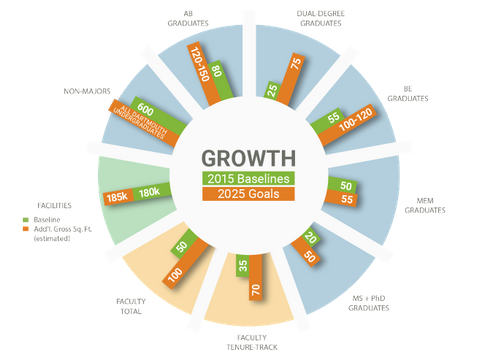 AB
GRADUATES
120-150
80
DUAL-DEGREE
GRADUATES
25
75
BE
GRADUATES
55
100-120
MEM
GRADUATES
50
55
MS + PhD
GRADUATES
20
50
FACULTY
TENURE-TRACK
35
70
FACULTY
TOTAL
50
100
FACILITIES
185k
180k
Baseline
Add'l. Gross Sq. Ft.
(estimated)
NON-MAJORS
600
ALL DARTMOUTH
UNDERGRADUATES
GROWTH
2015 Baselines
2025 Goals